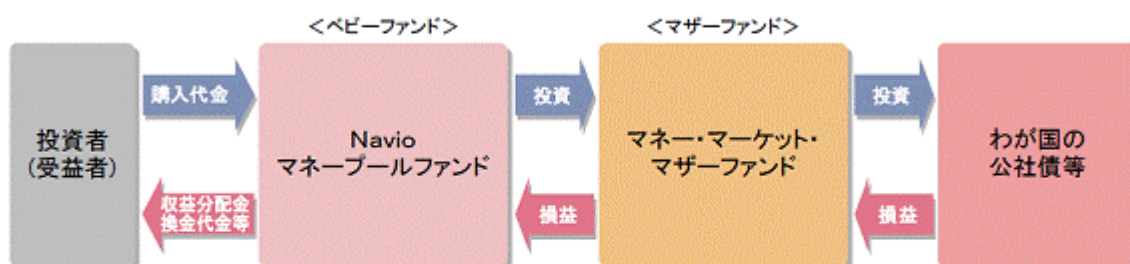 ＜ベビーファンド＞
＜マザーファンド＞
投資者
(受益者)
購入代金
収益分配金
換金代金等
Navio
マネープールファンド
投資
損益
マネー・マーケット・
マザーファンド
投資
損益
わが国の
公社債等